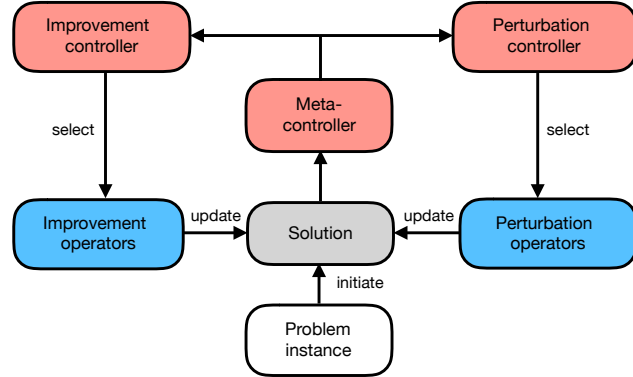 Improvement
controller
Perturbation
controller
Meta-
controller
select
select
Improvement
operators
update
Solution
update
Perturbation
operators
initiate
Problem
instance